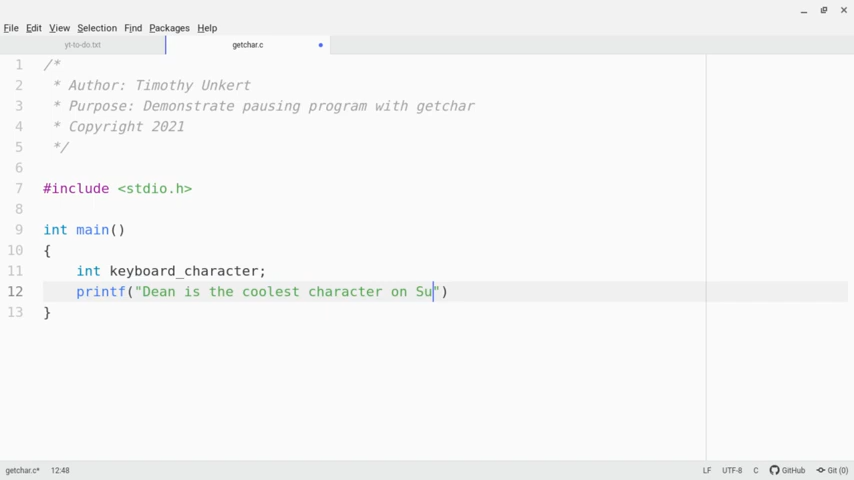 File Edit View Selection Find Packages Help
yt-to-do.txt getchar.c
1 /*
2  * Author: Timothy Unkert
3  * Purpose: Demonstrate pausing program with getchar
4  * Copyright 2021
5  */
6
7 #include <stdio.h>
8
9 int main()
10 {
11     int keyboard_character;
12     printf("Dean is the coolest character on Su")
13 }
getchar.c* 12:48 LF UTF-8 C GitHub Git (0)